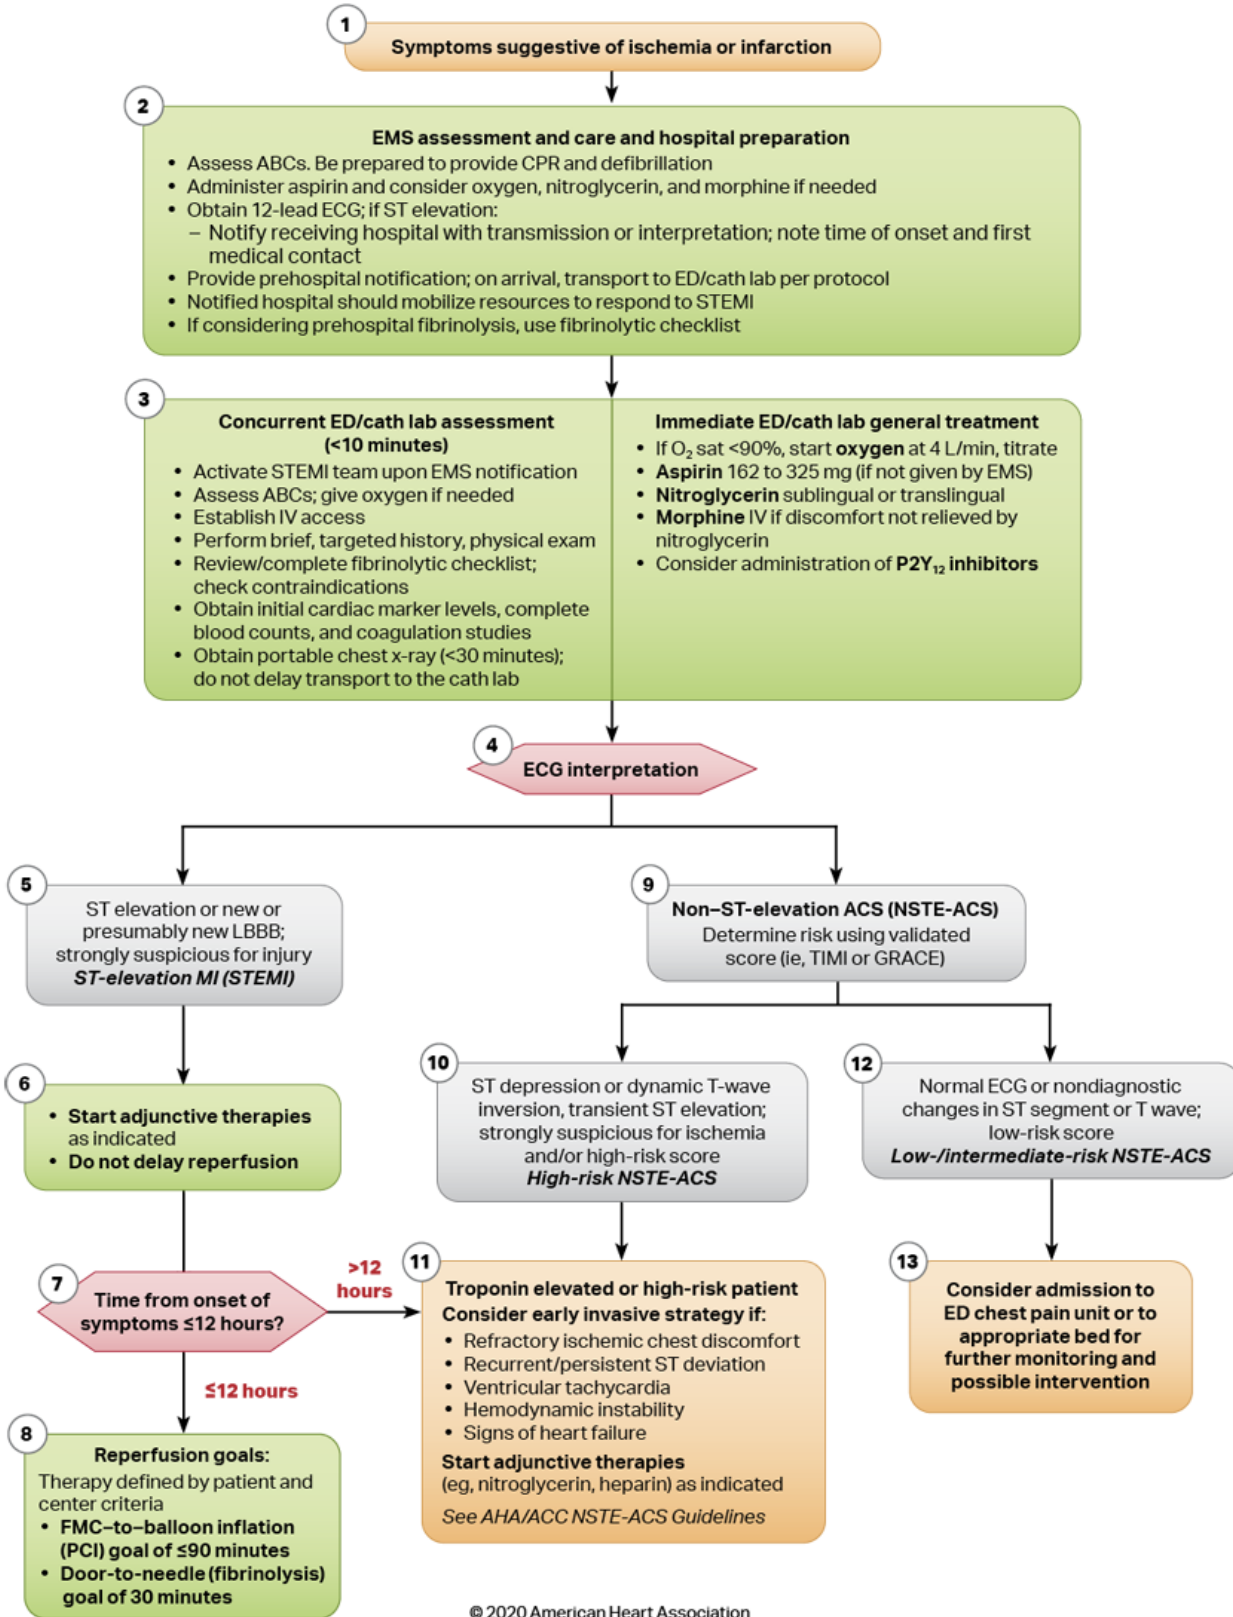 1
Symptoms suggestive of ischemia or infarction
2
EMS assessment and care and hospital preparation
• Assess ABCs. Be prepared to provide CPR and defibrillation
• Administer aspirin and consider oxygen, nitroglycerin, and morphine if needed
• Obtain 12-lead ECG; if ST elevation:
– Notify receiving hospital with transmission or interpretation; note time of onset and first
medical contact
• Provide prehospital notification; on arrival, transport to ED/cath lab per protocol
• Notified hospital should mobilize resources to respond to STEMI
• If considering prehospital fibrinolysis, use fibrinolytic checklist
3
Concurrent ED/cath lab assessment
(<10 minutes)
• Activate STEMI team upon EMS notification
• Assess ABCs; give oxygen if needed
• Establish IV access
• Perform brief, targeted history, physical exam
• Review/complete fibrinolytic checklist;
check contraindications
• Obtain initial cardiac marker levels, complete
blood counts, and coagulation studies
• Obtain portable chest x-ray (<30 minutes);
do not delay transport to the cath lab
Immediate ED/cath lab general treatment
• If O₂ sat <90%, start oxygen at 4 L/min, titrate
• Aspirin 162 to 325 mg (if not given by EMS)
• Nitroglycerin sublingual or translingual
• Morphine IV if discomfort not relieved by
nitroglycerin
• Consider administration of P2Y₁₂ inhibitors
4
ECG interpretation
5
ST elevation or new or
presumably new LBBB;
strongly suspicious for injury
ST-elevation MI (STEMI)
6
• Start adjunctive therapies
as indicated
• Do not delay reperfusion
7
Time from onset of
symptoms ≤12 hours?
>12
hours
≤12 hours
8
Reperfusion goals:
Therapy defined by patient and
center criteria
• FMC–to–balloon inflation
(PCI) goal of ≤90 minutes
• Door-to-needle (fibrinolysis)
goal of 30 minutes
9
Non–ST-elevation ACS (NSTE-ACS)
Determine risk using validated
score (ie, TIMI or GRACE)
10
ST depression or dynamic T-wave
inversion, transient ST elevation;
strongly suspicious for ischemia
and/or high-risk score
High-risk NSTE-ACS
11
Troponin elevated or high-risk patient
Consider early invasive strategy if:
• Refractory ischemic chest discomfort
• Recurrent/persistent ST deviation
• Ventricular tachycardia
• Hemodynamic instability
• Signs of heart failure
Start adjunctive therapies
(eg, nitroglycerin, heparin) as indicated
See AHA/ACC NSTE-ACS Guidelines
12
Normal ECG or nondiagnostic
changes in ST segment or T wave;
low-risk score
Low-/intermediate-risk NSTE-ACS
13
Consider admission to
ED chest pain unit or to
appropriate bed for
further monitoring and
possible intervention
© 2020 American Heart Association